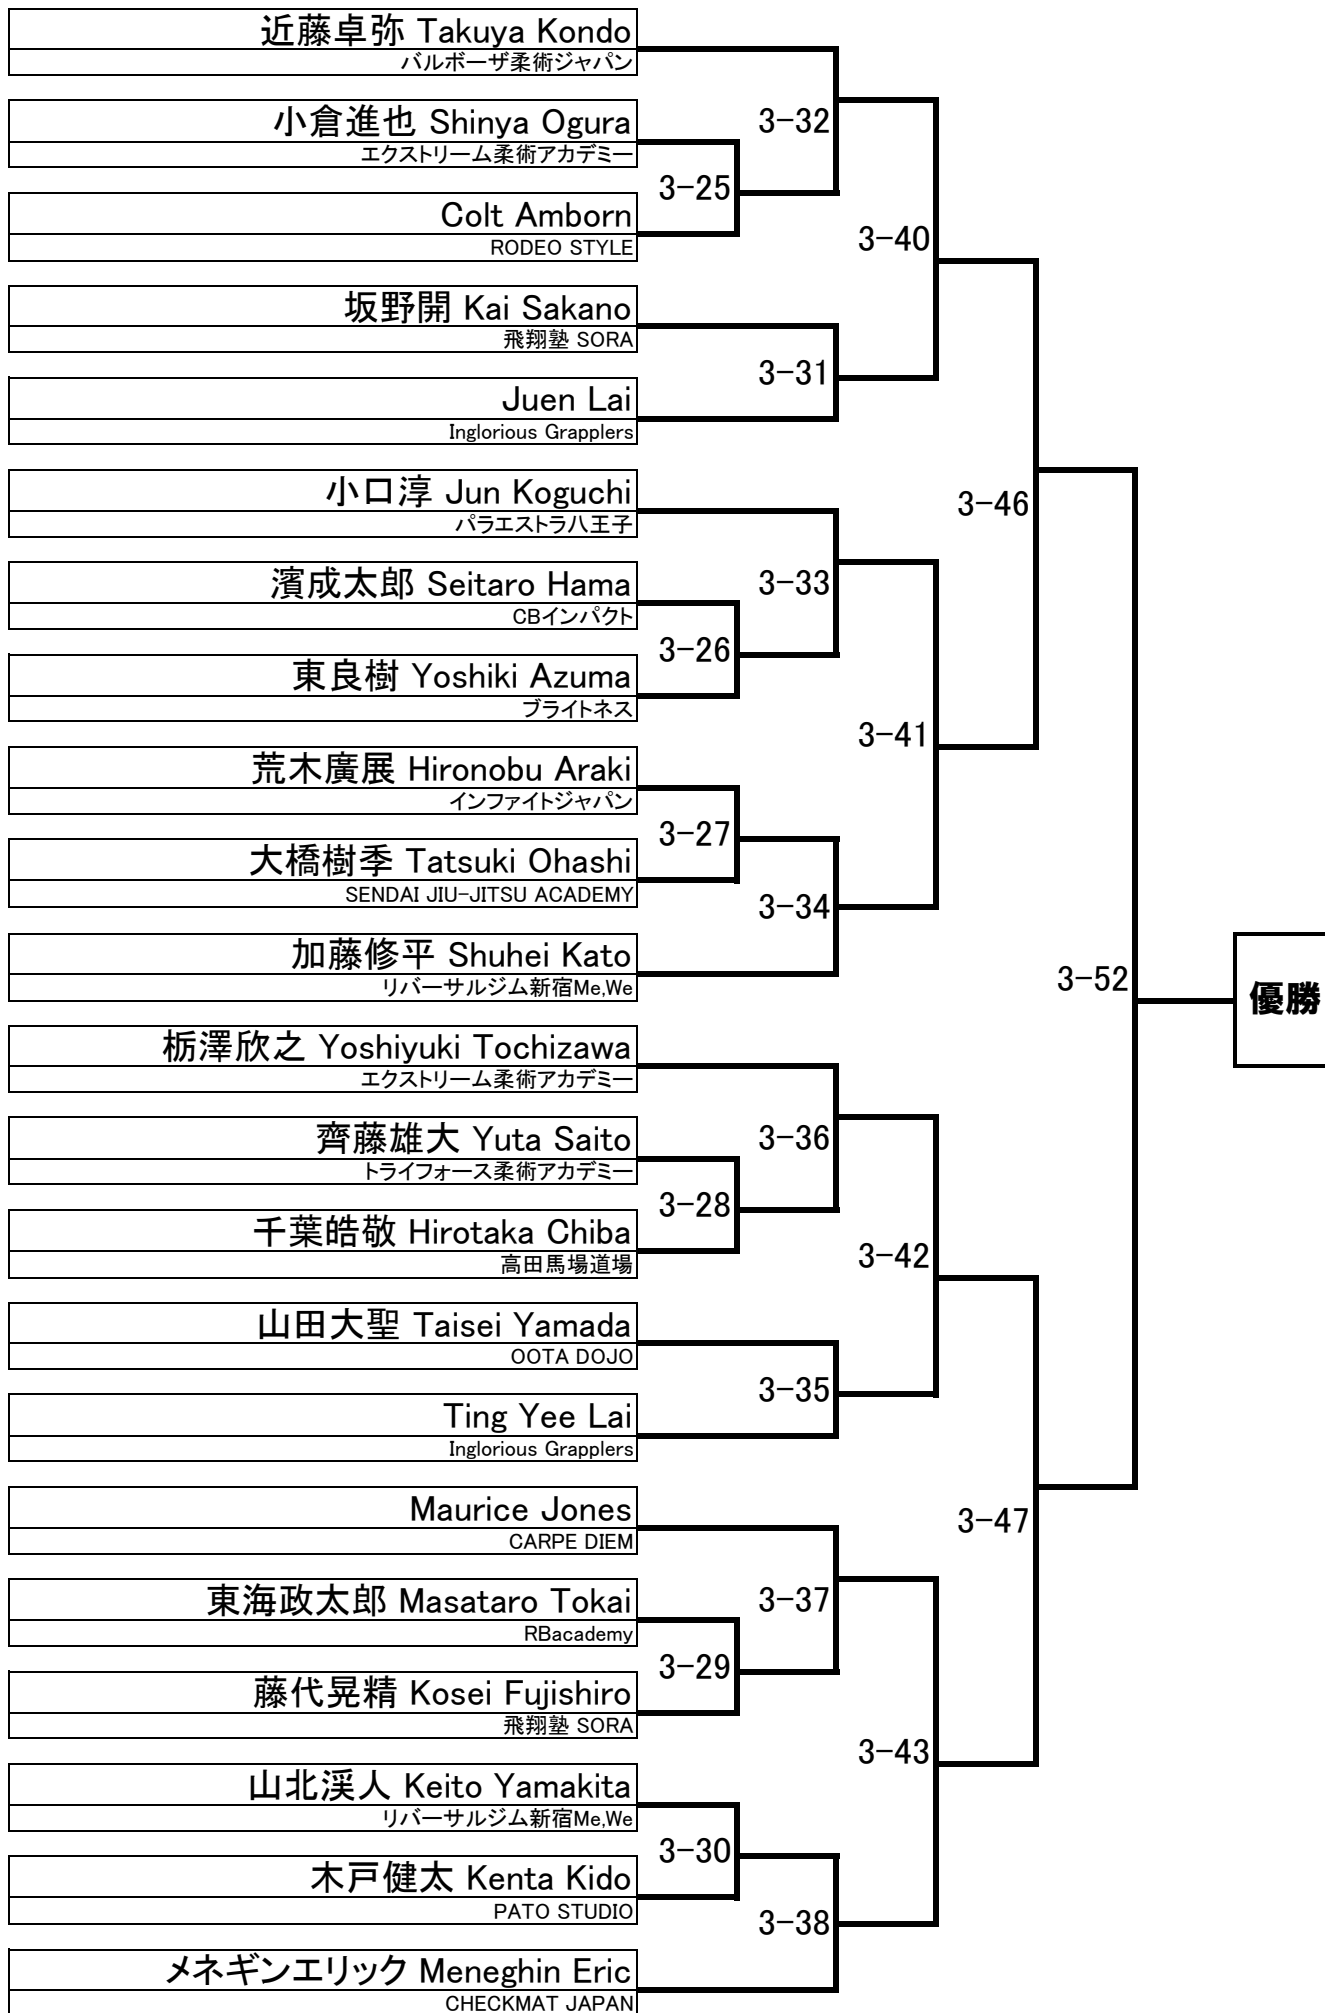 近藤卓弥 Takuya Kondo
バルボーザ柔術ジャパン
3-32
小倉進也 Shinya Ogura
エクストリーム柔術アカデミー
3-25
Colt Amborn
RODEO STYLE
3-40
坂野開 Kai Sakano
飛翔塾 SORA
3-31
Juen Lai
Inglorious Grapplers
小口淳 Jun Koguchi
パラエストラ八王子
3-46
濱成太郎 Seitaro Hama
CBインパクト
3-33
3-26
東良樹 Yoshiki Azuma
ブライトネス
3-41
荒木廣展 Hironobu Araki
インファイトジャパン
3-27
大橋樹季 Tatsuki Ohashi
SENDAI JIU-JITSU ACADEMY
3-34
加藤修平 Shuhei Kato
リバーサルジム新宿Me,We
3-52
優勝
栃澤欣之 Yoshiyuki Tochizawa
エクストリーム柔術アカデミー
3-36
齊藤雄大 Yuta Saito
トライフォース柔術アカデミー
3-28
千葉皓敬 Hirotaka Chiba
高田馬場道場
3-42
山田大聖 Taisei Yamada
OOTA DOJO
3-35
Ting Yee Lai
Inglorious Grapplers
Maurice Jones
CARPE DIEM
3-47
東海政太郎 Masataro Tokai
RBacademy
3-37
3-29
藤代晃精 Kosei Fujishiro
飛翔塾 SORA
3-43
山北渓人 Keito Yamakita
リバーサルジム新宿Me,We
3-30
木戸健太 Kenta Kido
PATO STUDIO
3-38
メネギンエリック Meneghin Eric
CHECKMAT JAPAN